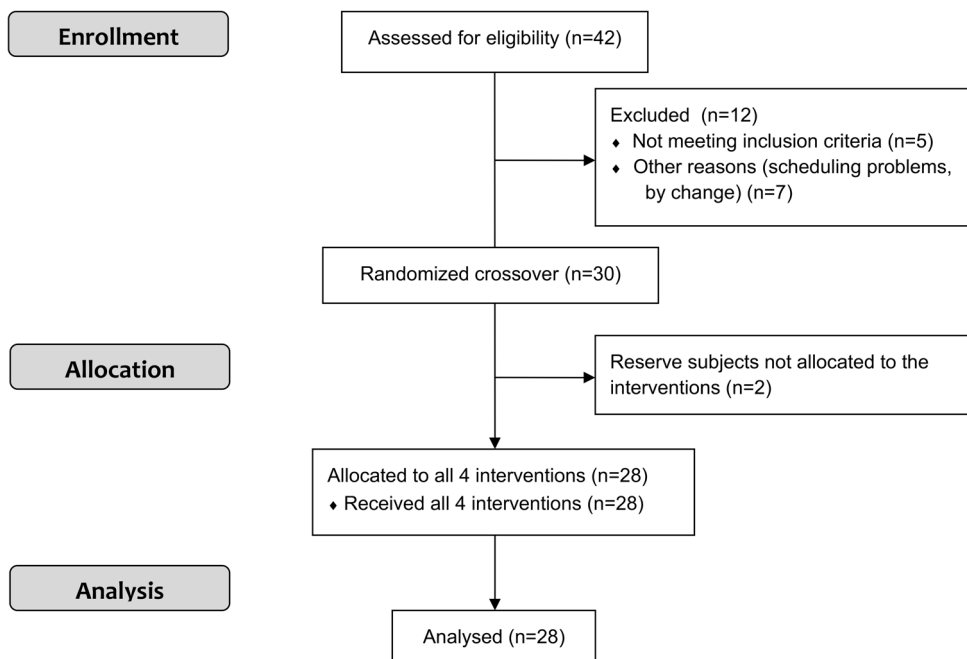 Enrollment
Assessed for eligibility (n=42)
Excluded (n=12)
♦ Not meeting inclusion criteria (n=5)
♦ Other reasons (scheduling problems,
by change) (n=7)
Randomized crossover (n=30)
Allocation
Reserve subjects not allocated to the
interventions (n=2)
Allocated to all 4 interventions (n=28)
♦ Received all 4 interventions (n=28)
Analysis
Analysed (n=28)